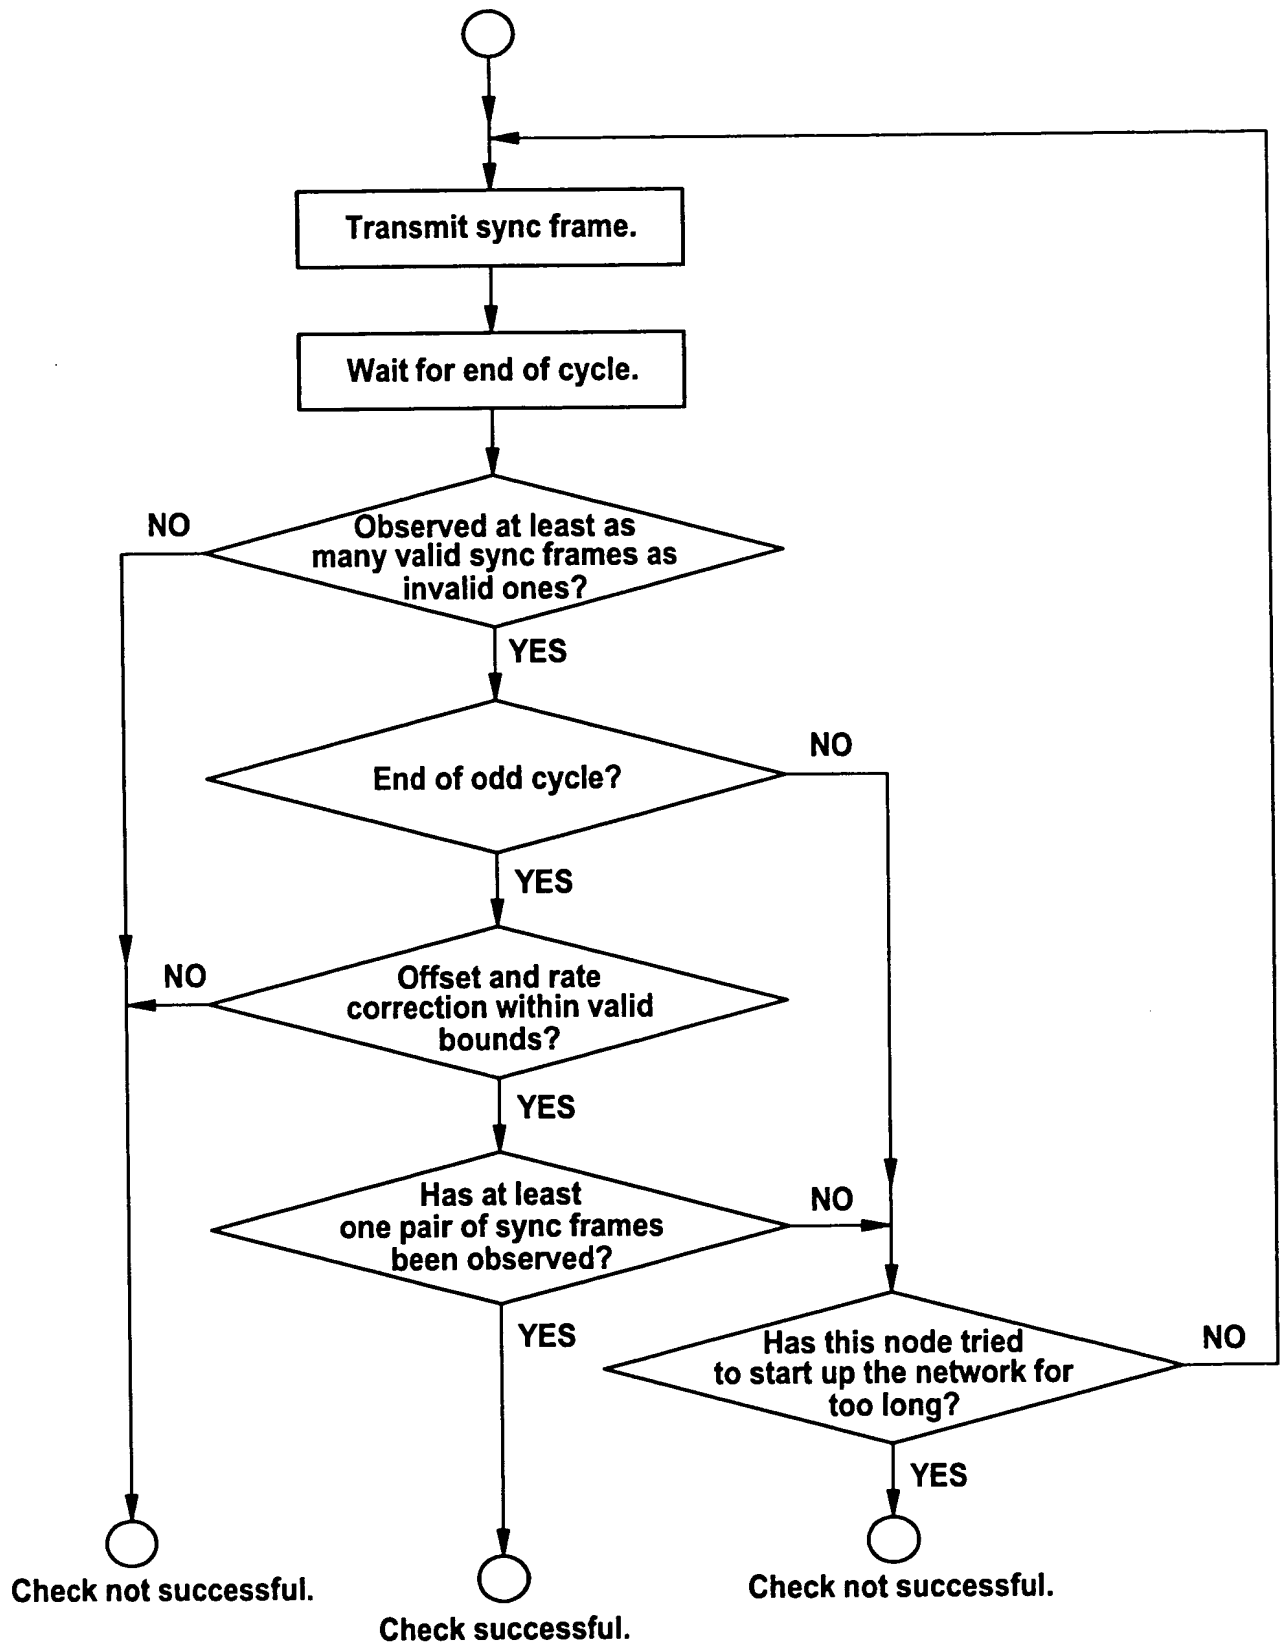 Transmit sync frame.
Wait for end of cycle.
NO
Observed at least as
many valid sync frames as
invalid ones?
YES
NO
End of odd cycle?
YES
NO
Offset and rate
correction within valid
bounds?
YES
Has at least
one pair of sync frames
been observed?
NO
YES
Has this node tried
to start up the network for
too long?
NO
YES
Check not successful.
Check successful.
Check not successful.